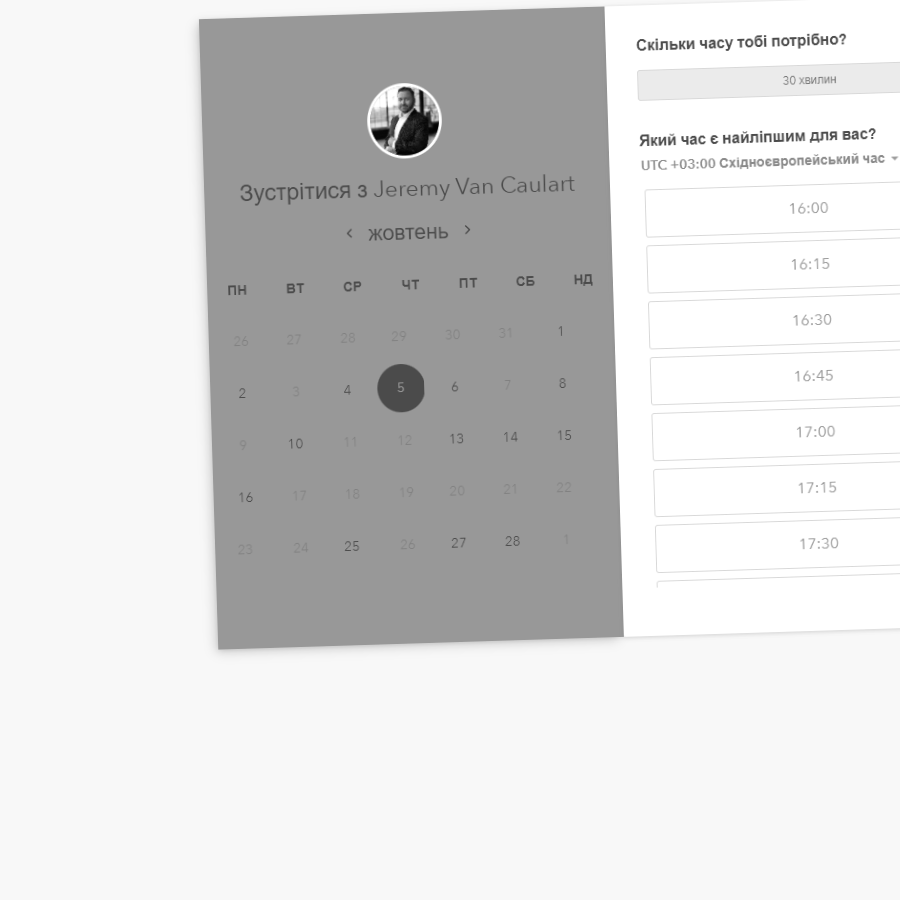 Зустрітися з Jeremy Van Caulart
‹ жовтень ›
ПН ВТ СР ЧТ ПТ СБ НД
26 27 28 29 30 31 1
2 3 4 5 6 7 8
9 10 11 12 13 14 15
16 17 18 19 20 21 22
23 24 25 26 27 28 1
Скільки часу тобі потрібно?
30 хвилин
Який час є найліпшим для вас?
UTC +03:00 Східноєвропейський час
16:00
16:15
16:30
16:45
17:00
17:15
17:30